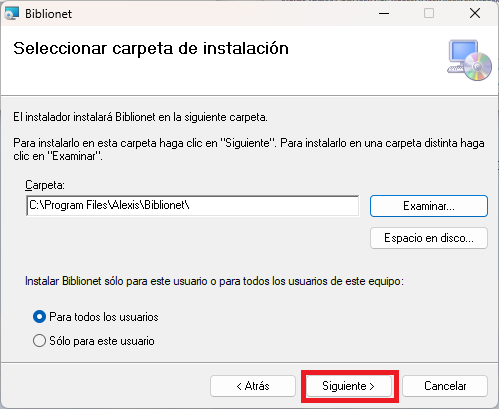 Biblionet
Seleccionar carpeta de instalación
El instalador instalará Biblionet en la siguiente carpeta.
Para instalarlo en esta carpeta haga clic en "Siguiente". Para instalarlo en una carpeta distinta haga
clic en "Examinar".
Carpeta:
C:\Program Files\Alexis\Biblionet\
Examinar...
Espacio en disco...
Instalar Biblionet sólo para este usuario o para todos los usuarios de este equipo:
Para todos los usuarios
Sólo para este usuario
< Atrás
Siguiente >
Cancelar